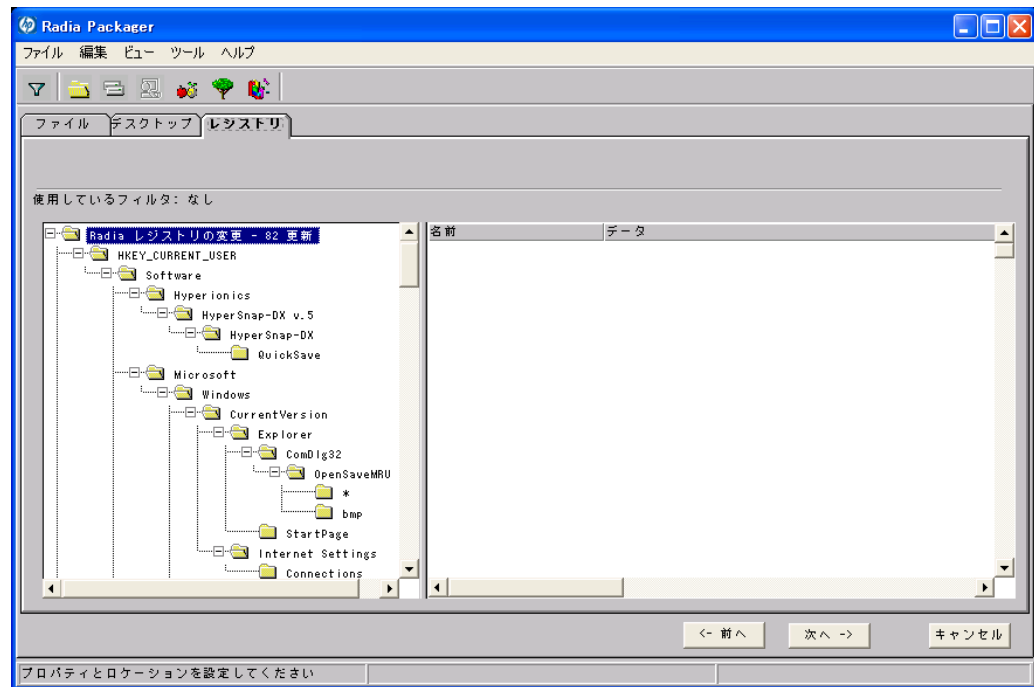 Radia Packager
ファイル 編集 ビュー ツール ヘルプ
ファイル デスクトップ レジストリ
使用しているフィルタ: なし
Radia レジストリの変更 - 82 更新
名前 データ
HKEY_CURRENT_USER
Software
Hyperionics
HyperSnap-DX v.5
HyperSnap-DX
QuickSave
Microsoft
Windows
CurrentVersion
Explorer
ComDlg32
OpenSaveMRU
*
bmp
StartPage
Internet Settings
Connections
<- 前へ 次へ -> キャンセル
プロパティとロケーションを設定してください